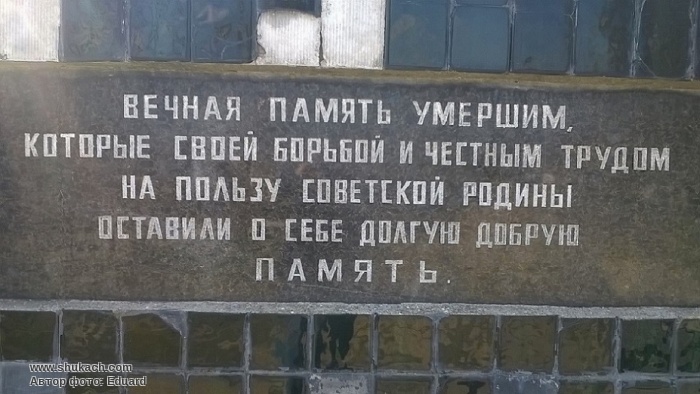 ВЕЧНАЯ ПАМЯТЬ УМЕРШИМ,
КОТОРЫЕ СВОЕЙ БОРЬБОЙ И ЧЕСТНЫМ ТРУДОМ
НА ПОЛЬЗУ СОВЕТСКОЙ РОДИНЫ
ОСТАВИЛИ О СЕБЕ ДОЛГУЮ ДОБРУЮ
ПАМЯТЬ.
www.shukach.com
Автор фото: Eduard